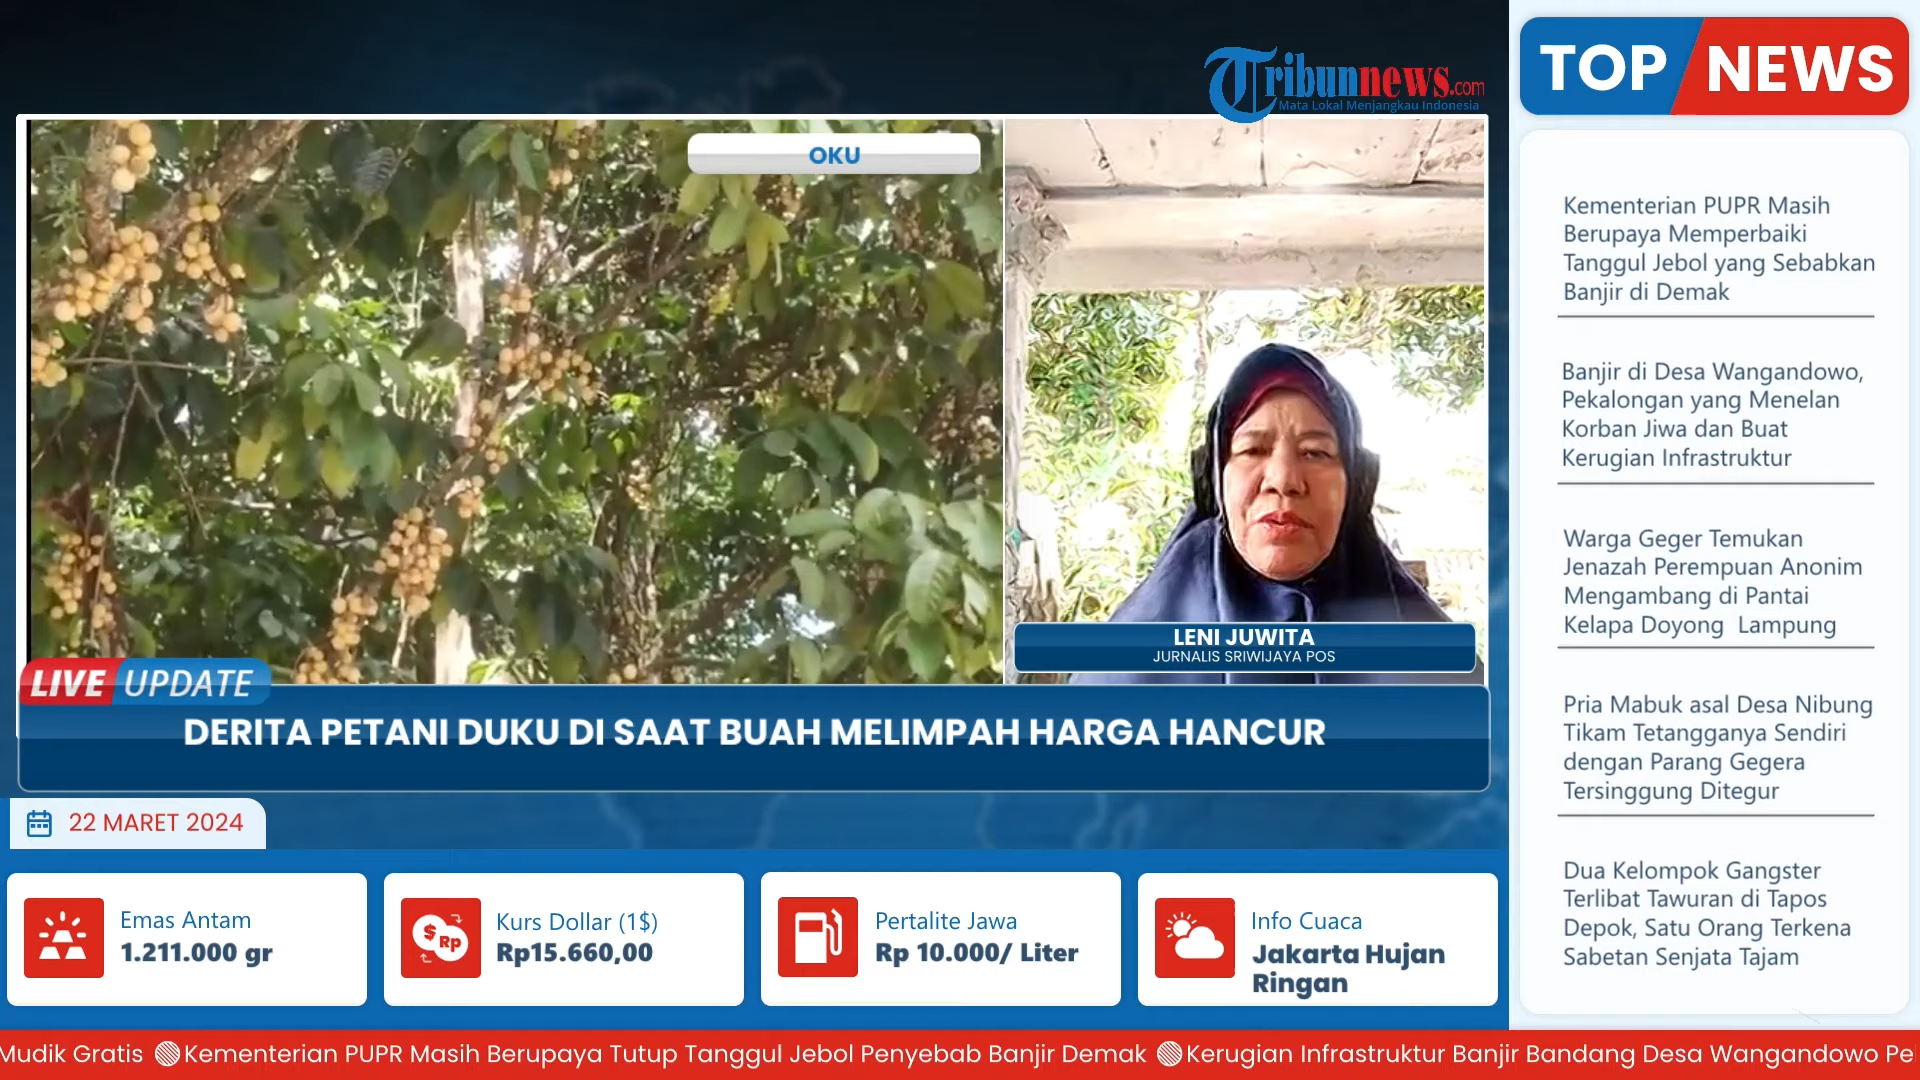 Tribunnews.com
Mata Lokal Menjangkau Indonesia
TOP NEWS
OKU
LENI JUWITA
JURNALIS SRIWIJAYA POS
LIVE UPDATE
DERITA PETANI DUKU DI SAAT BUAH MELIMPAH HARGA HANCUR
22 MARET 2024
Emas Antam
1.211.000 gr
Kurs Dollar (1$)
Rp15.660,00
Pertalite Jawa
Rp 10.000/ Liter
Info Cuaca
Jakarta Hujan
Ringan
Kementerian PUPR Masih
Berupaya Memperbaiki
Tanggul Jebol yang Sebabkan
Banjir di Demak
Banjir di Desa Wangandowo,
Pekalongan yang Menelan
Korban Jiwa dan Buat
Kerugian Infrastruktur
Warga Geger Temukan
Jenazah Perempuan Anonim
Mengambang di Pantai
Kelapa Doyong Lampung
Pria Mabuk asal Desa Nibung
Tikam Tetangganya Sendiri
dengan Parang Gegera
Tersinggung Ditegur
Dua Kelompok Gangster
Terlibat Tawuran di Tapos
Depok, Satu Orang Terkena
Sabetan Senjata Tajam
Mudik Gratis Kementerian PUPR Masih Berupaya Tutup Tanggul Jebol Penyebab Banjir Demak Kerugian Infrastruktur Banjir Bandang Desa Wangandowo Pe